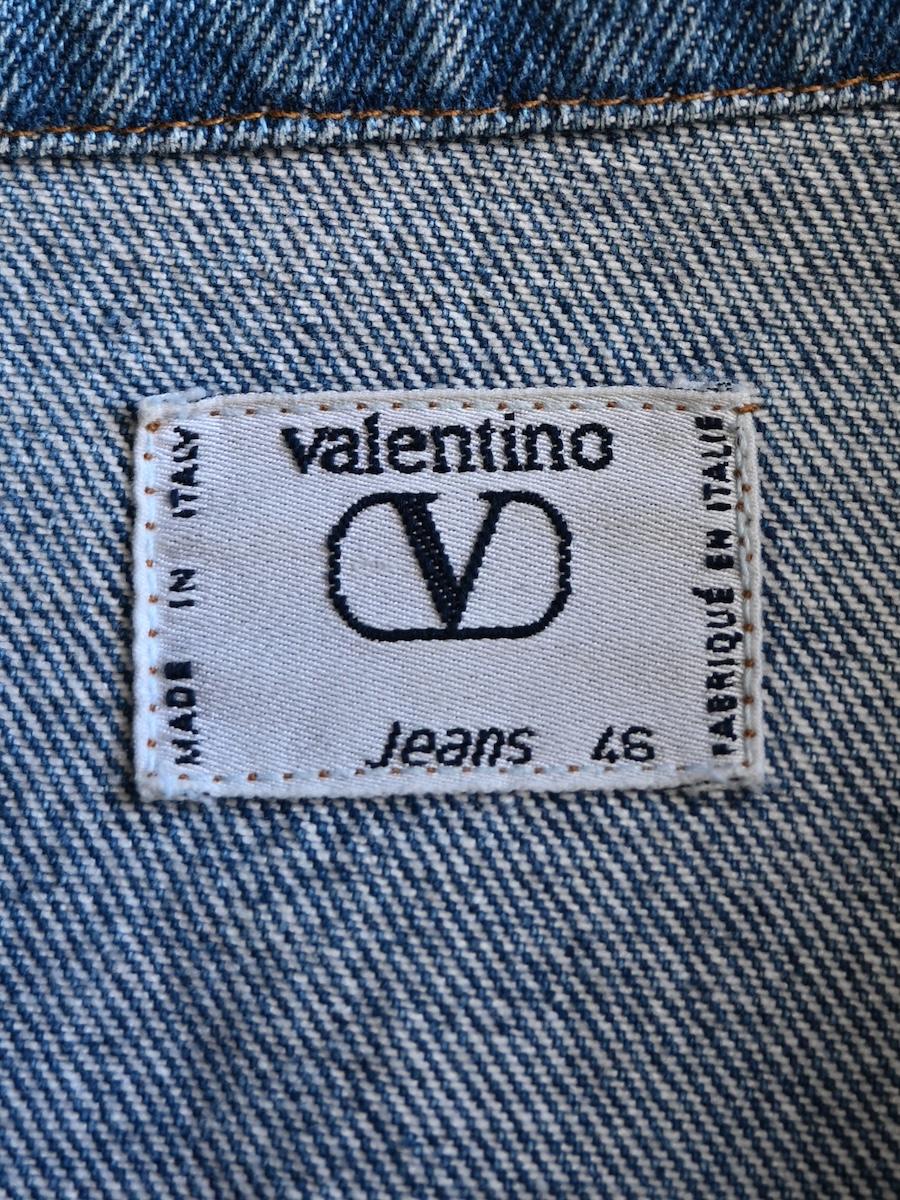 valentino
V
Jeans 46
MADE IN ITALY
FABRIQUÉ EN ITALIE